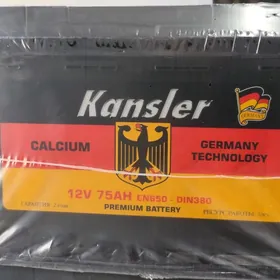 Kansler
CALCIUM
GERMANY
TECHNOLOGY
12V 75AH EN650 - DIN380
PREMIUM BATTERY